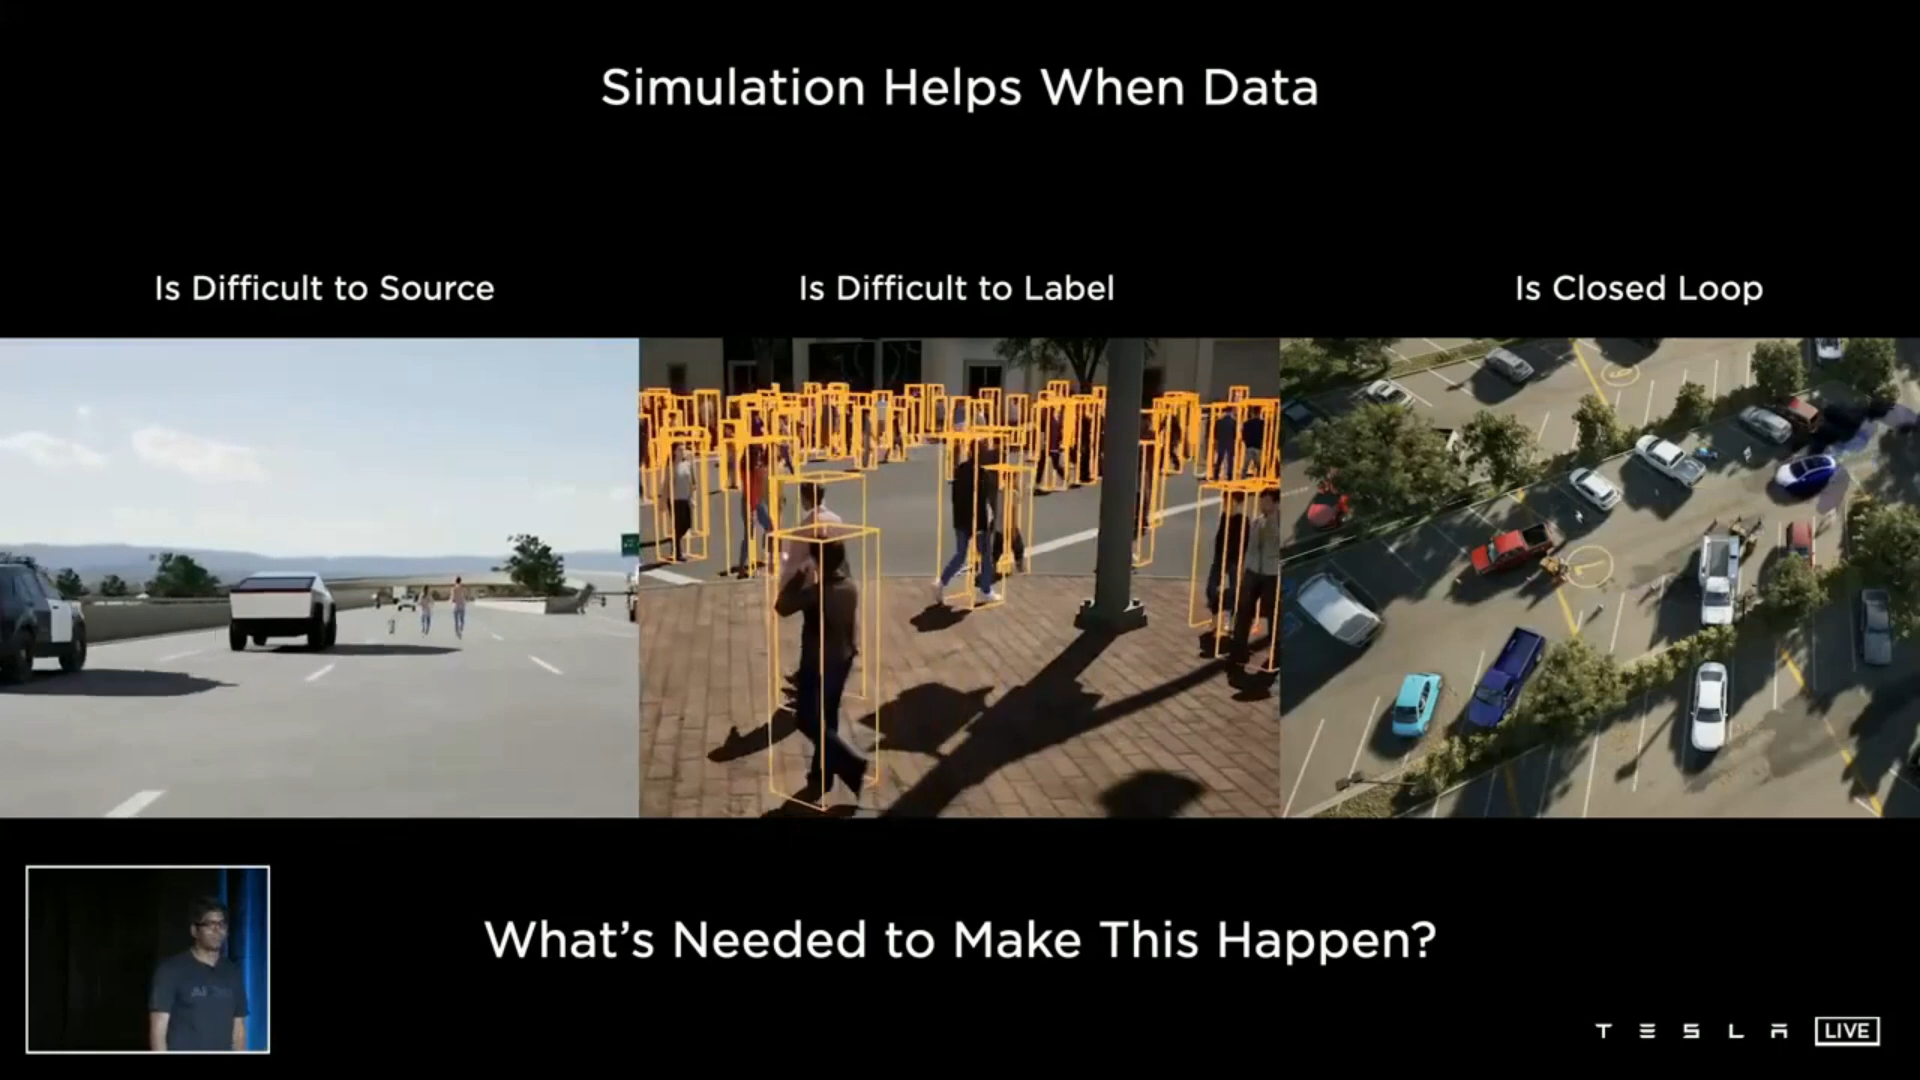 Simulation Helps When Data
Is Difficult to Source
Is Difficult to Label
Is Closed Loop
What's Needed to Make This Happen?
TESLA LIVE